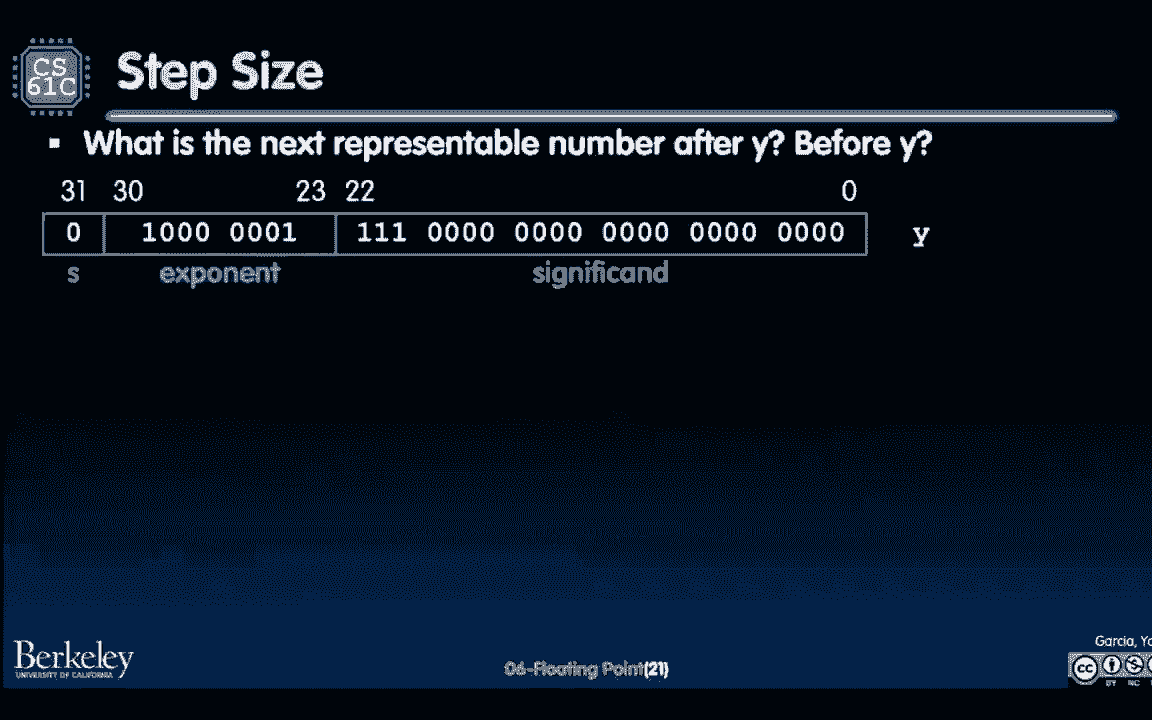 CS
61C
Step Size
▪ What is the next representable number after y? Before y?
31 30 23 22 0
0 1000 0001 111 0000 0000 0000 0000 0000 y
s exponent significand
Garcia,
Berkeley
UNIVERSITY OF CALIFORNIA
06-Floating Point(21)
cc
BY NC